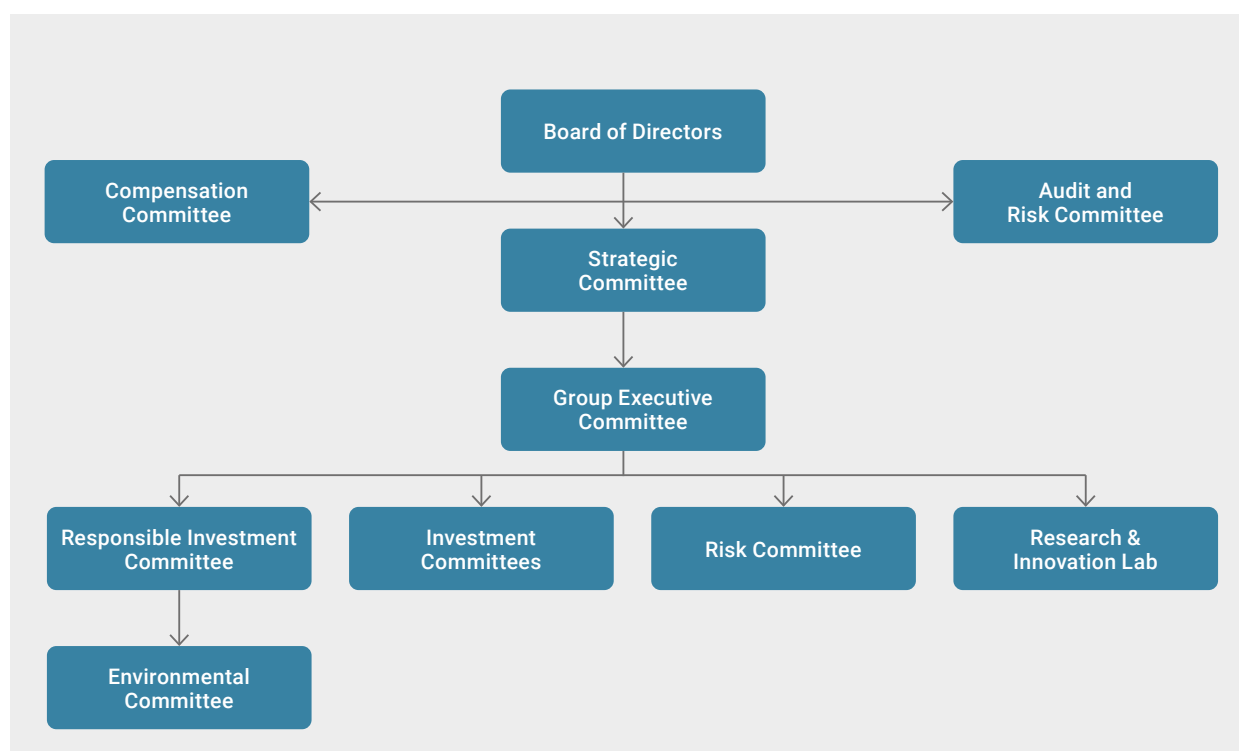 Board of Directors
Compensation
Committee
Audit and
Risk Committee
Strategic
Committee
Group Executive
Committee
Responsible Investment
Committee
Investment
Committees
Risk Committee
Research &
Innovation Lab
Environmental
Committee